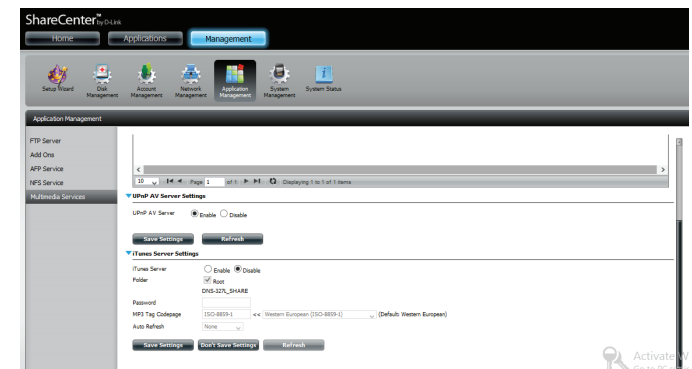 ShareCenter™ by D-Link
Home Applications Management
Setup Wizard Disk Management Account Management Network Management Application Management System Management System Status
Application Management
FTP Server
Add Ons
AFP Service
NFS Service
Multimedia Services
10 Page 1 of 1 Displaying 1 to 1 of 1 items
UPnP AV Server Settings
UPnP AV Server Enable Disable
Save Settings Refresh
iTunes Server Settings
iTunes Server Enable Disable
Folder Root
DNS-327L_SHARE
Password
MP3 Tag Codepage ISO-8859-1 << Western European (ISO-8859-1) (Default: Western European)
Auto Refresh None
Save Settings Don't Save Settings Refresh
Activate W
Go to PC